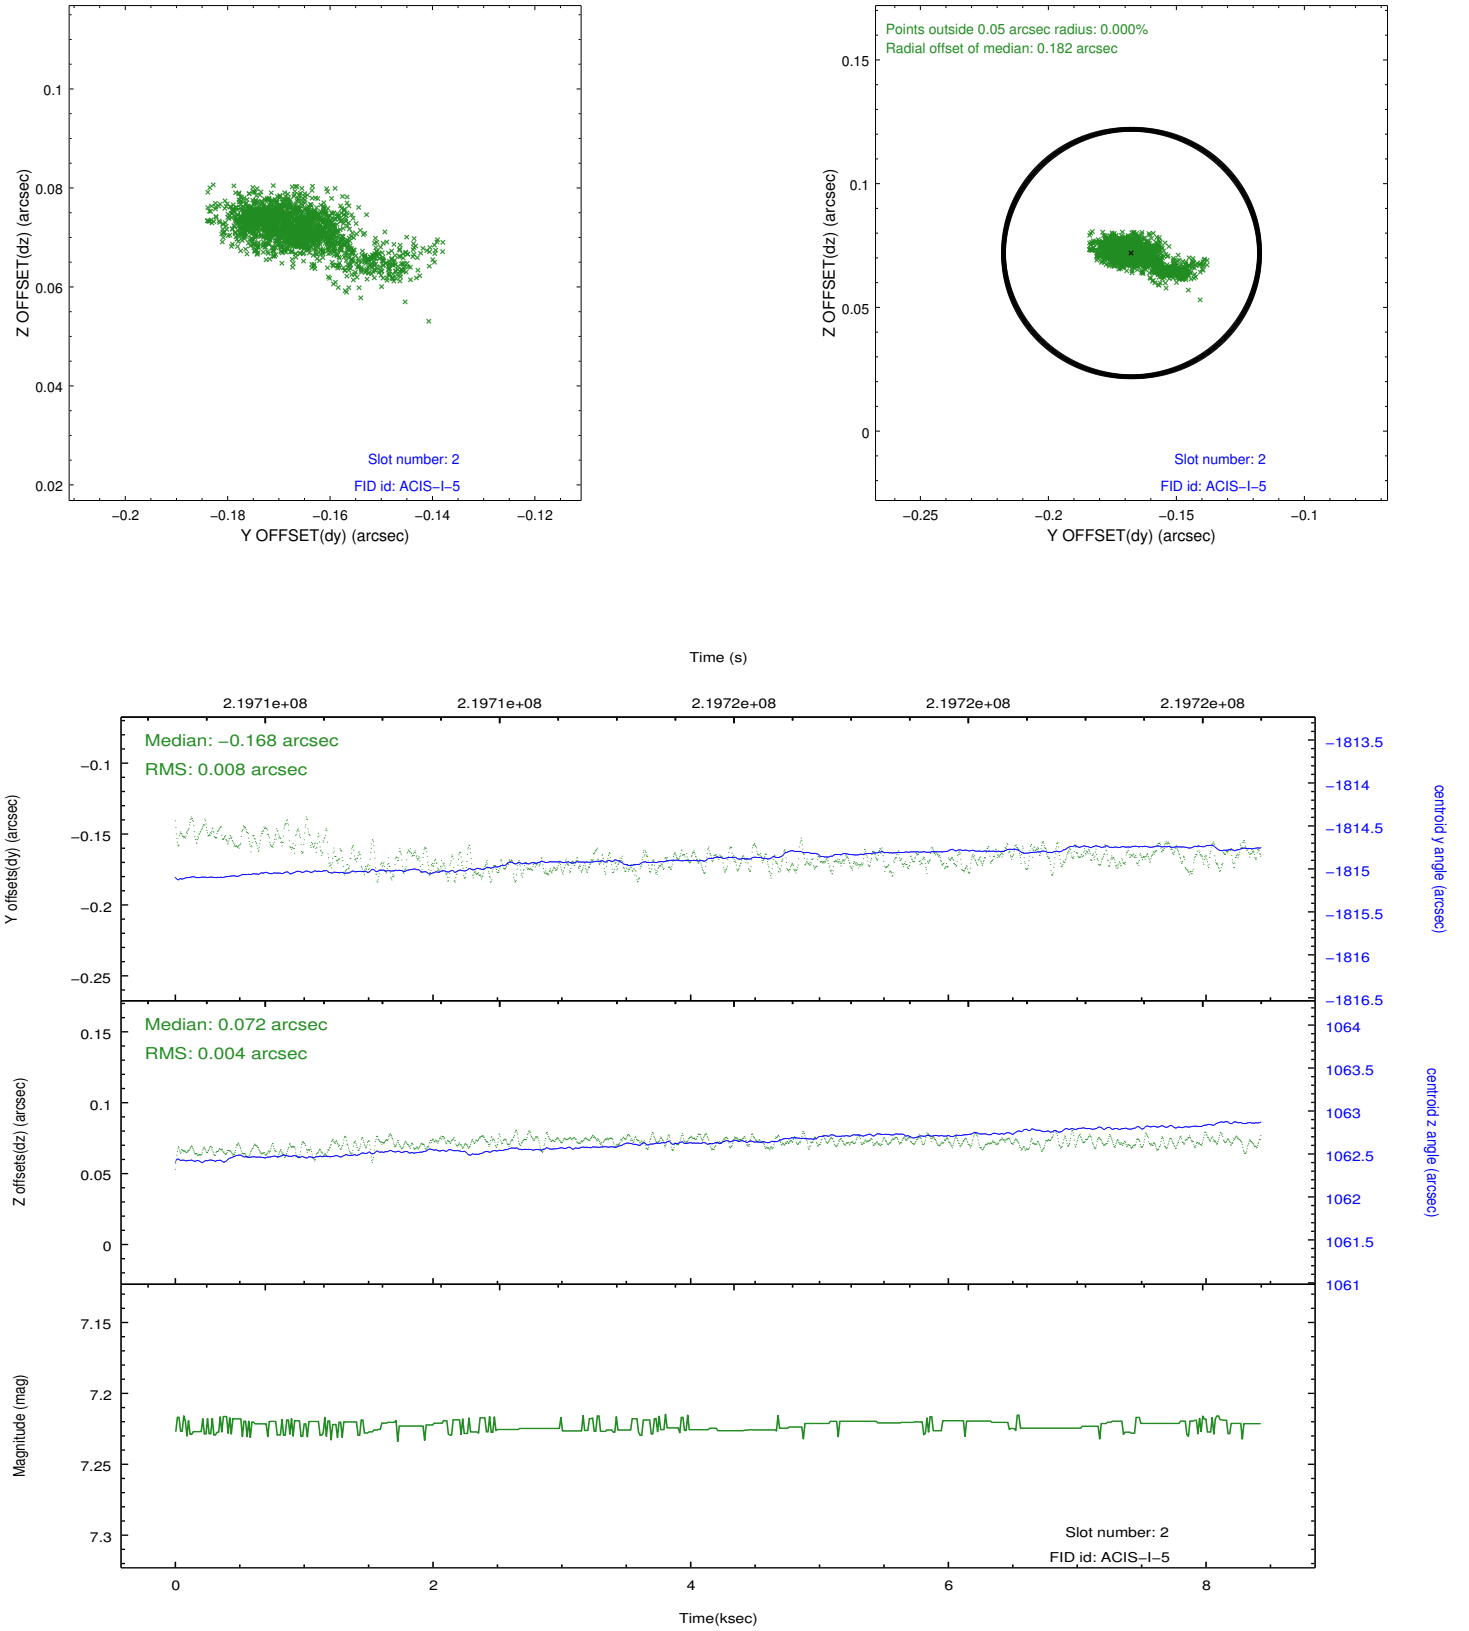 0.1
0.08
0.06
0.04
0.02
Z OFFSET(dz) (arcsec)
Slot number: 2
FID id: ACIS−I−5
−0.2 −0.18 −0.16 −0.14 −0.12
Y OFFSET(dy) (arcsec)
Points outside 0.05 arcsec radius: 0.000%
Radial offset of median: 0.182 arcsec
0.15
0.1
0.05
0
Z OFFSET(dz) (arcsec)
Slot number: 2
FID id: ACIS−I−5
−0.25 −0.2 −0.15 −0.1
Y OFFSET(dy) (arcsec)
Time (s)
2.1971e+08 2.1971e+08 2.1972e+08 2.1972e+08 2.1972e+08
Median: −0.168 arcsec
RMS: 0.008 arcsec
−0.1
−0.15
−0.2
−0.25
Y offsets(dy) (arcsec)
−1813.5
−1814
−1814.5
−1815
−1815.5
−1816
−1816.5
centroid y angle (arcsec)
Median: 0.072 arcsec
RMS: 0.004 arcsec
0.15
0.1
0.05
0
Z offsets(dz) (arcsec)
1064
1063.5
1063
1062.5
1062
1061.5
1061
centroid z angle (arcsec)
7.15
7.2
7.25
7.3
Magnitude (mag)
Slot number: 2
FID id: ACIS−I−5
0 2 4 6 8
Time(ksec)